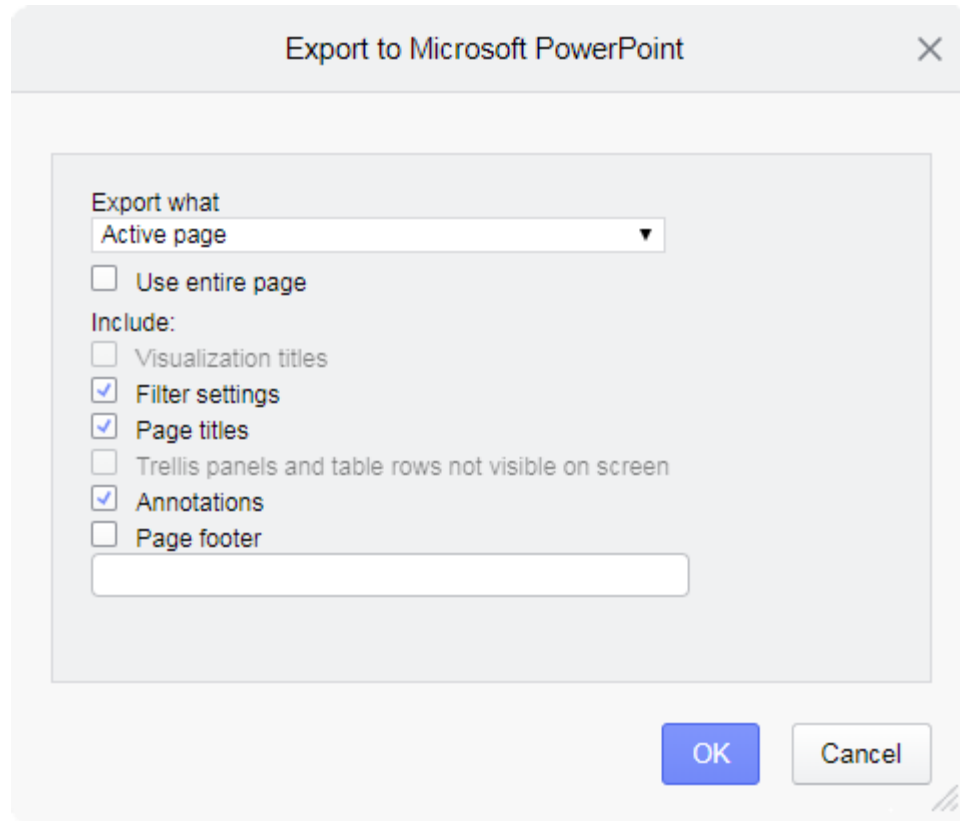 Export to Microsoft PowerPoint
Export what
Active page
Use entire page
Include:
Visualization titles
Filter settings
Page titles
Trellis panels and table rows not visible on screen
Annotations
Page footer
OK Cancel